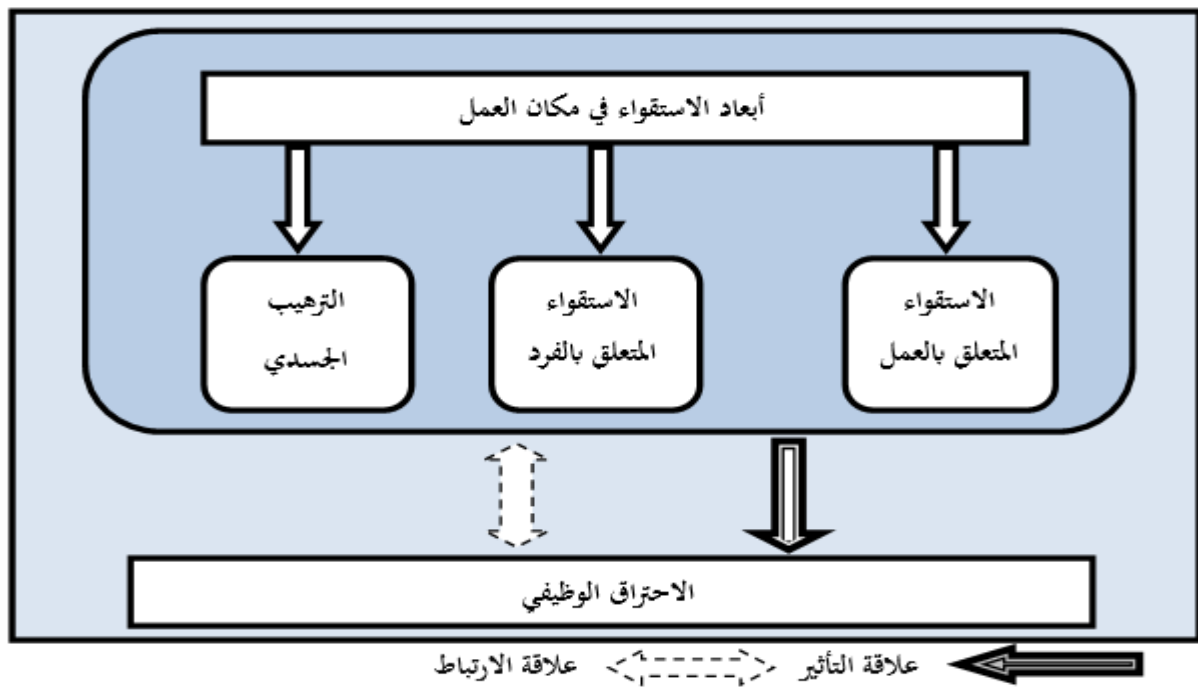 أبعاد الاستقواء في مكان العمل
الاستقواء
المتعلق بالعمل
الاستقواء
المتعلق بالفرد
الترهيب
الجسدي
الاحتراق الوظيفي
علاقة التأثير
علاقة الارتباط